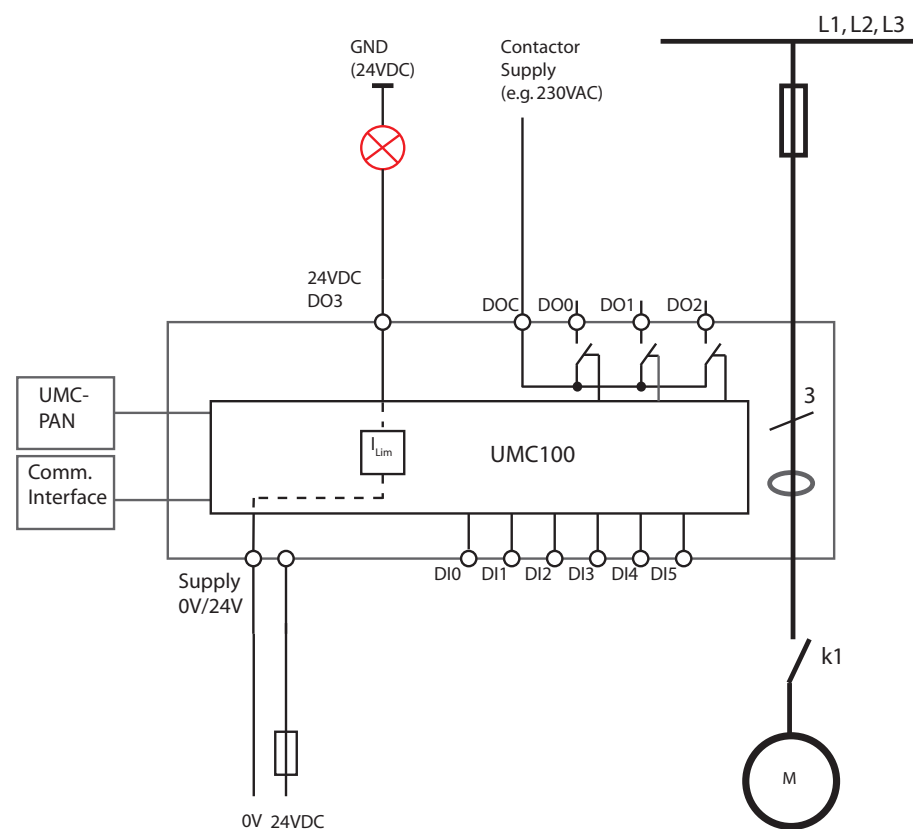 L1, L2, L3
GND
(24VDC)
Contactor
Supply
(e.g. 230VAC)
24VDC
DO3
DOC
DO0
DO1
DO2
UMC-
PAN
3
I Lim
UMC100
Comm.
Interface
Supply
0V/24V
DI0
DI1
DI2
DI3
DI4
DI5
k1
M
0V
24VDC